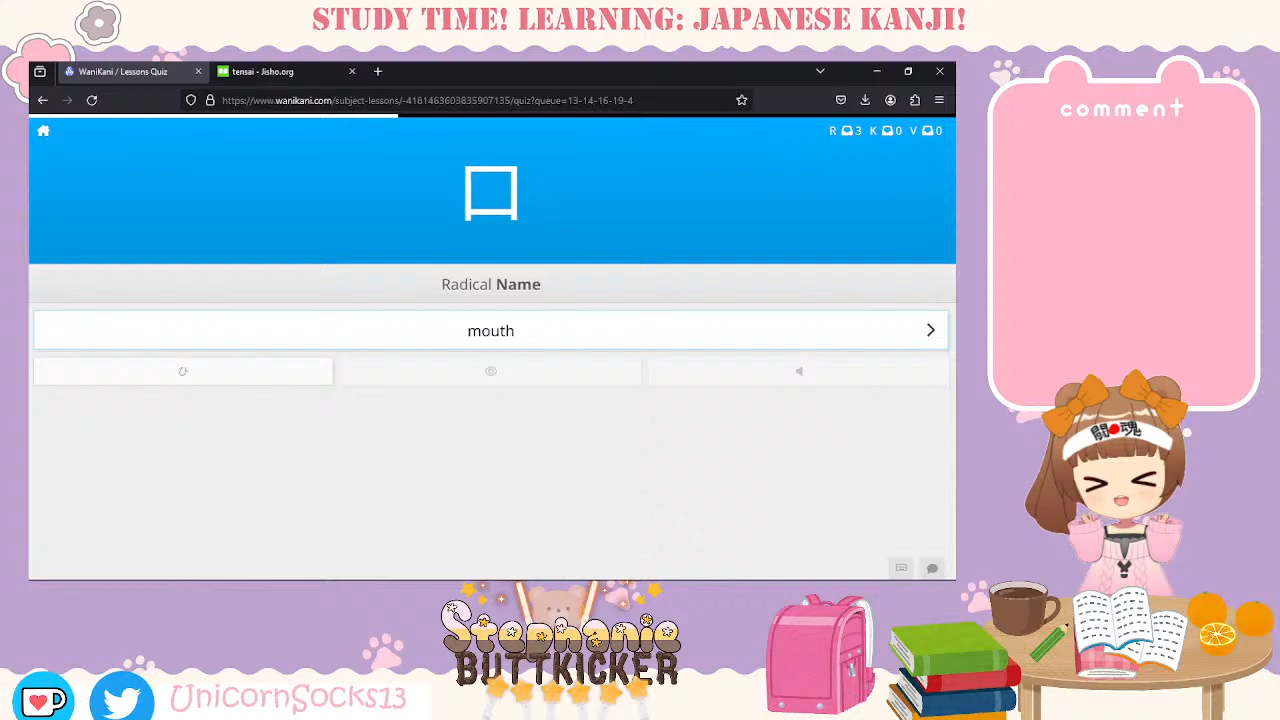 STUDY TIME! LEARNING: JAPANESE KANJI!
WaniKani / Lessons Quiz
tensai - Jisho.org
https://www.wanikani.com/subject-lessons/-4181463603835907135/quiz?queue=13-14-16-19-4
R 3 K 0 V 0
口
Radical Name
mouth
ひ
comment
闘魂
Stephanie
BUTTKICKER
UnicornSocks13